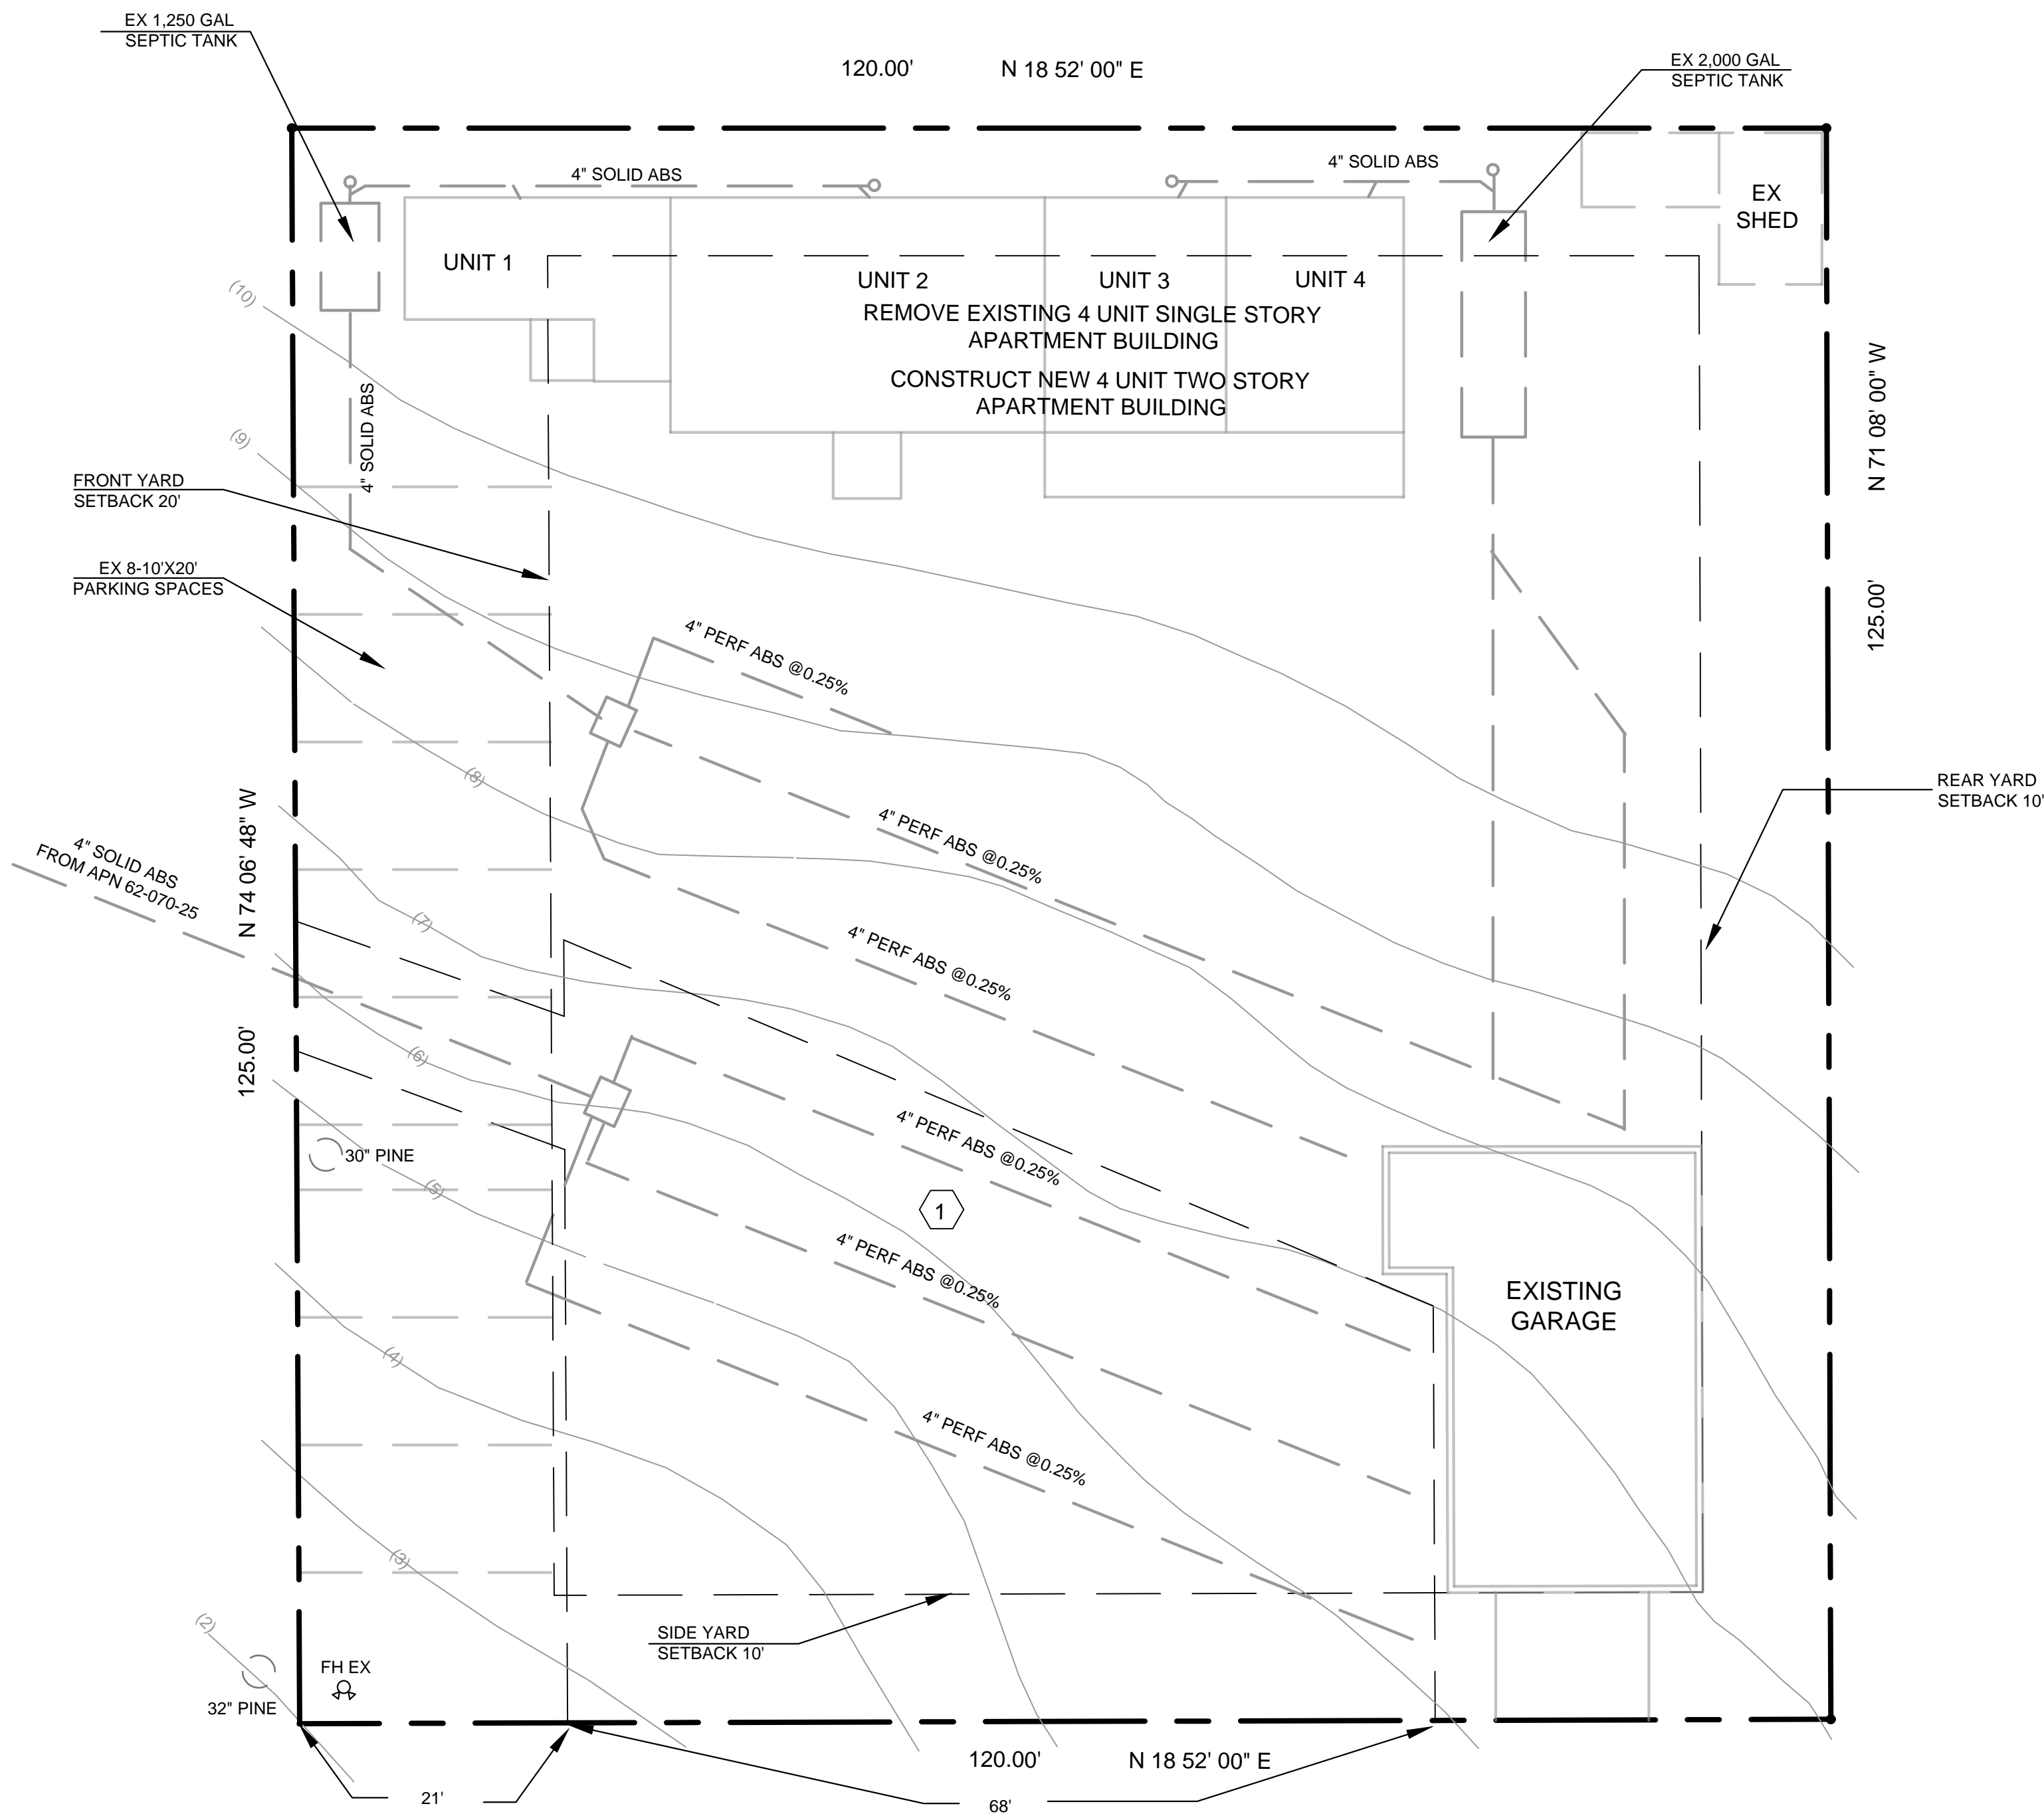 EX 1,250 GAL
SEPTIC TANK
120.00'
N 18 52' 00" E
EX 2,000 GAL
SEPTIC TANK
4" SOLID ABS
4" SOLID ABS
EX
SHED
UNIT 1
UNIT 2
UNIT 3
UNIT 4
REMOVE EXISTING 4 UNIT SINGLE STORY
APARTMENT BUILDING
CONSTRUCT NEW 4 UNIT TWO STORY
APARTMENT BUILDING
(10)
4" SOLID ABS
N 71 08' 00" W
(9)
FRONT YARD
SETBACK 20'
EX 8-10'X20'
PARKING SPACES
125.00'
4" PERF ABS @0.25%
(8)
REAR YARD
SETBACK 10'
4" PERF ABS @0.25%
N 74 06' 48" W
4" SOLID ABS
FROM APN 62-070-25
(7)
4" PERF ABS @0.25%
125.00'
(6)
4" PERF ABS @0.25%
30" PINE
(5)
1
4" PERF ABS @0.25%
EXISTING
GARAGE
(4)
4" PERF ABS @0.25%
(3)
(2)
SIDE YARD
SETBACK 10'
FH EX
32" PINE
120.00'
N 18 52' 00" E
21'
68'